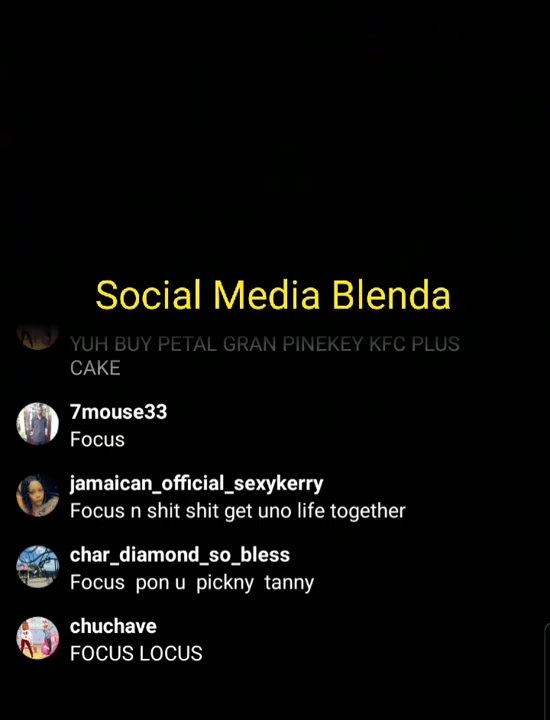 Social Media Blenda
YUH BUY PETAL GRAN PINEKEY KFC PLUS
CAKE
7mouse33
Focus
jamaican_official_sexykerry
Focus n shit shit get uno life together
char_diamond_so_bless
Focus pon u pickny tanny
chuchave
FOCUS LOCUS